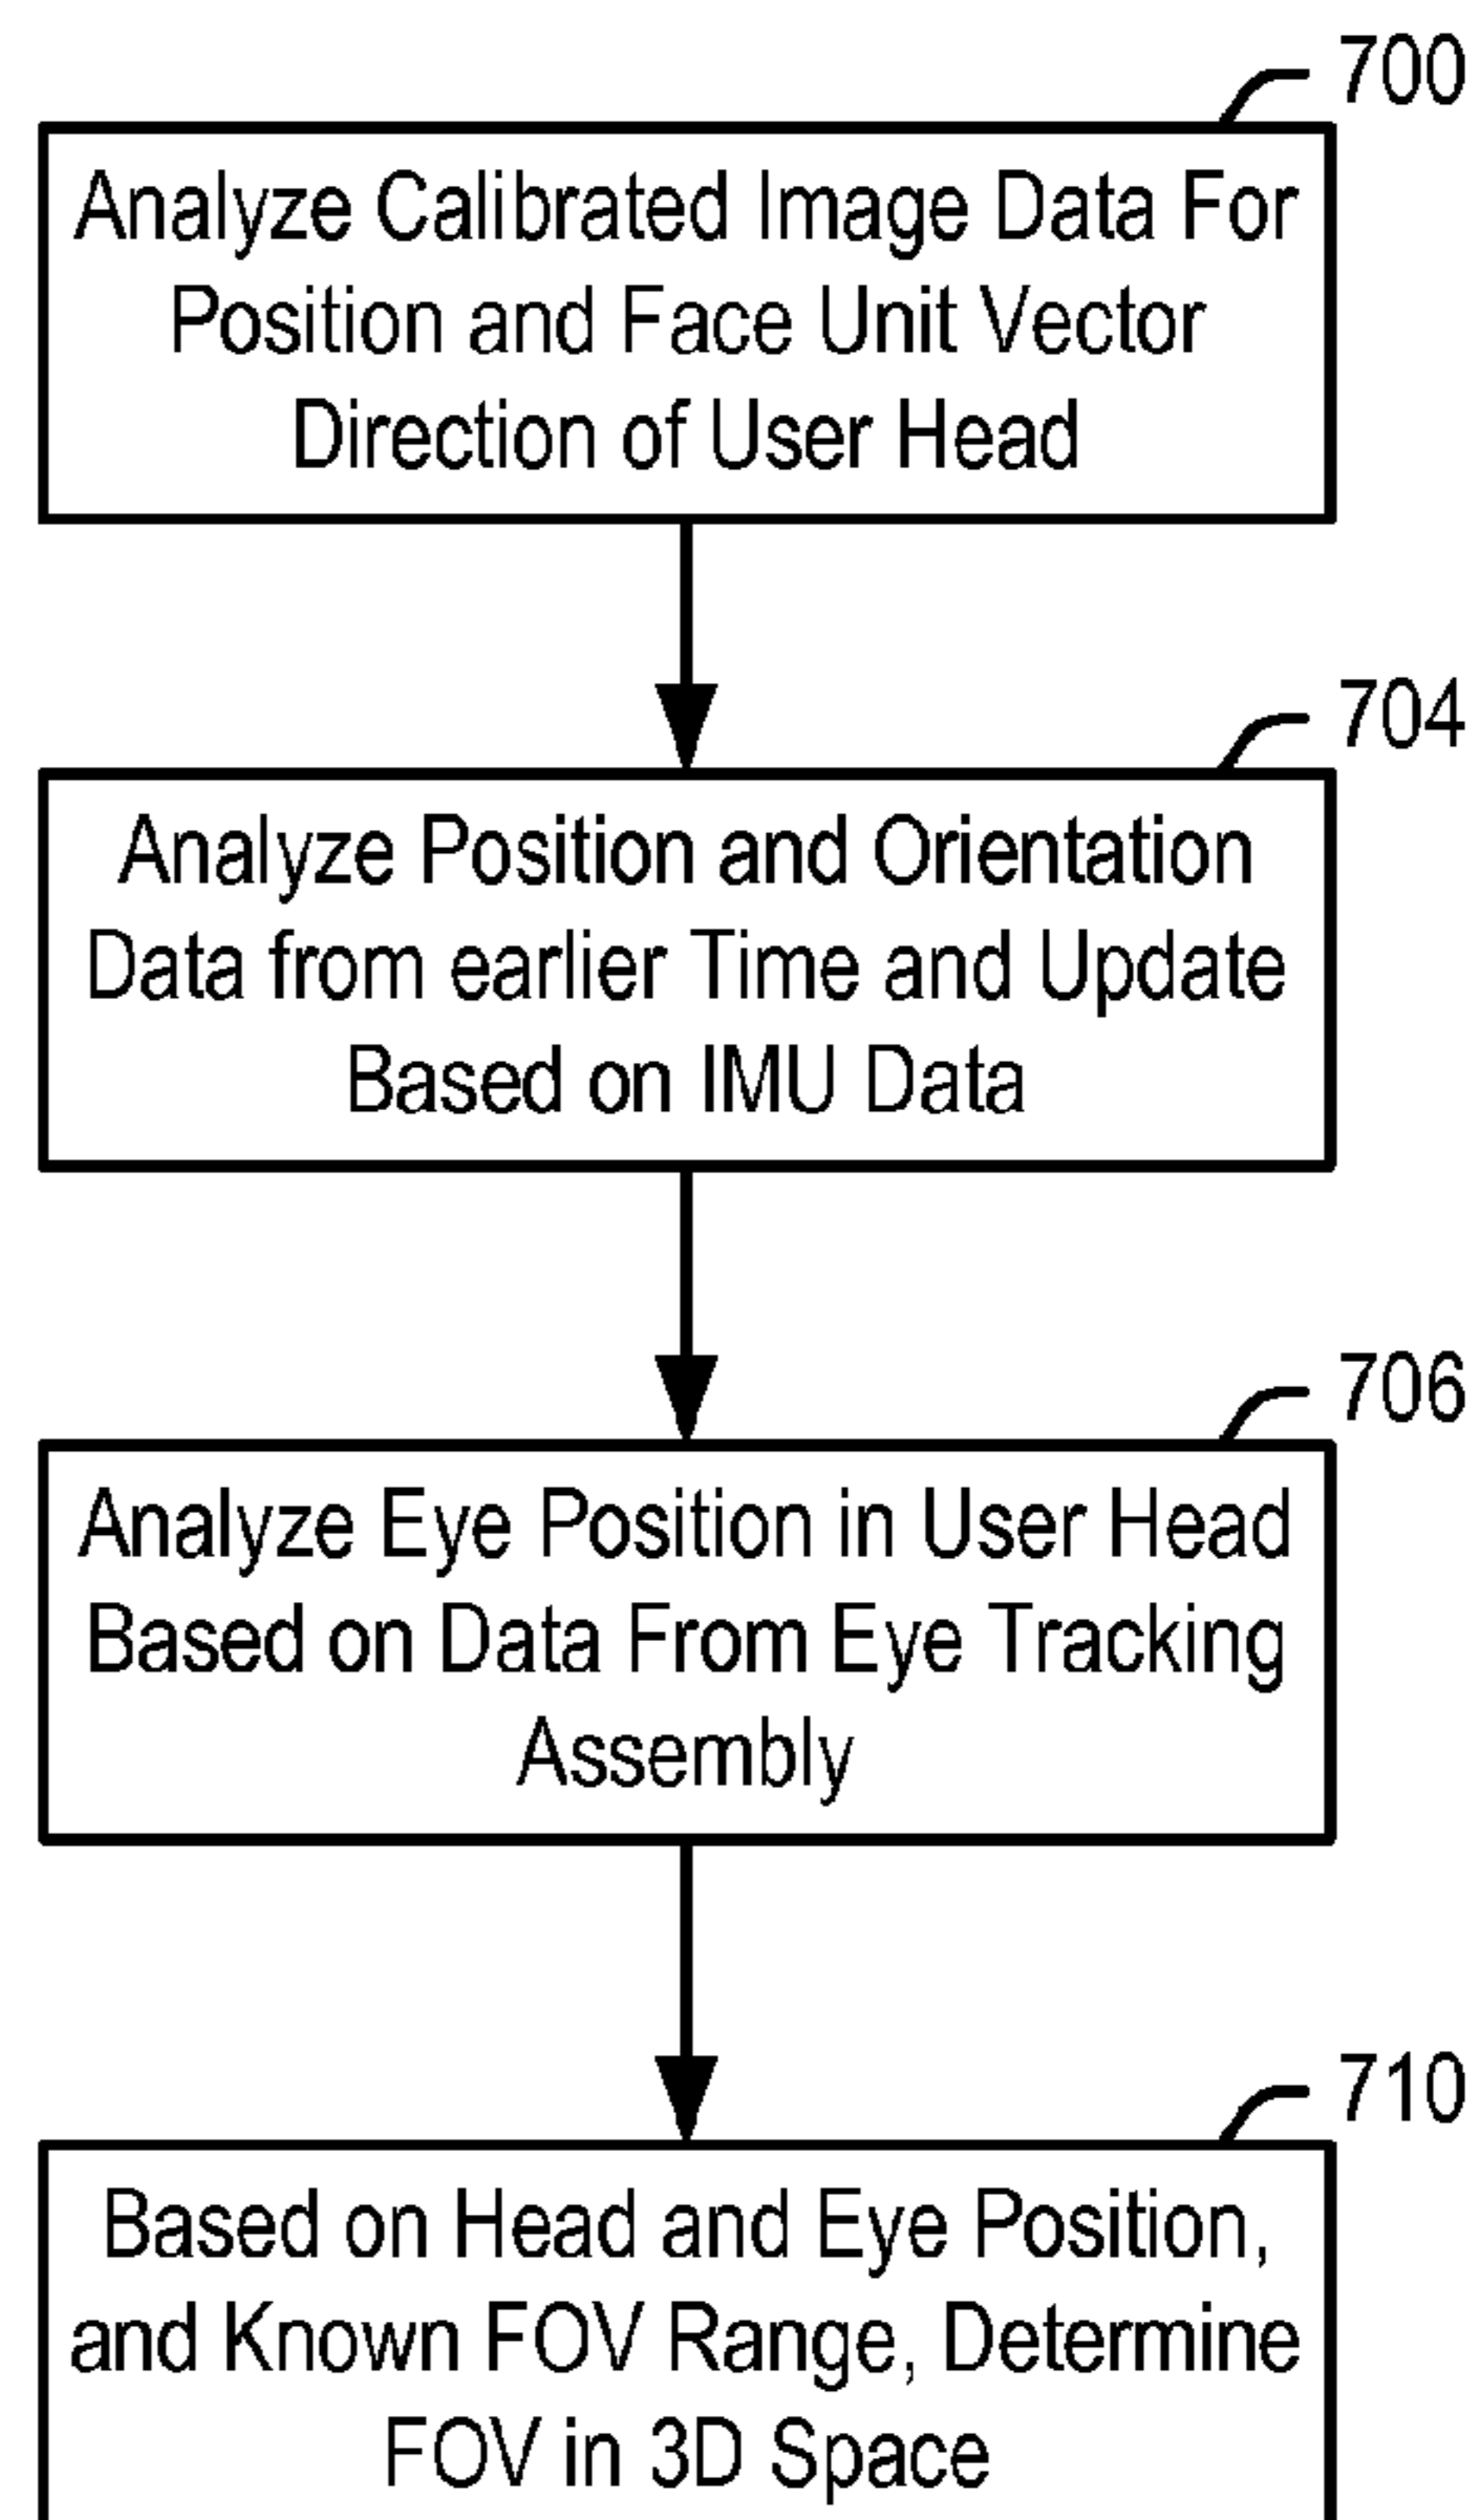 700
Analyze Calibrated Image Data For
Position and Face Unit Vector
Direction of User Head
704
Analyze Position and Orientation
Data from earlier Time and Update
Based on IMU Data
706
Analyze Eye Position in User Head
Based on Data From Eye Tracking
Assembly
710
Based on Head and Eye Position,
and Known FOV Range, Determine
FOV in 3D Space